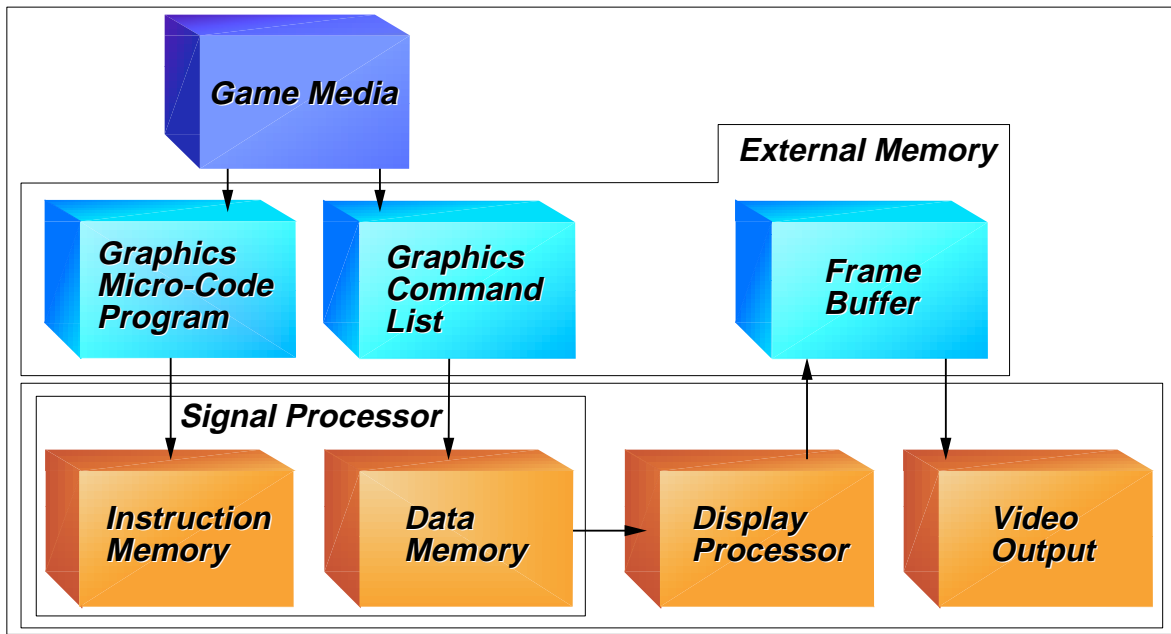 Game Media
External Memory
Graphics
Micro-Code
Program
Graphics
Command
List
Frame
Buffer
Signal Processor
Instruction
Memory
Data
Memory
Display
Processor
Video
Output